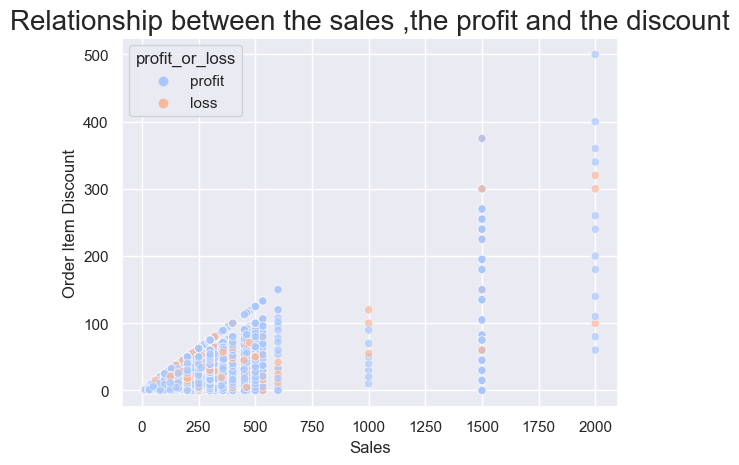 Relationship between the sales ,the profit and the discount
profit_or_loss
profit
loss
500
400
300
200
100
0
Order Item Discount
0 250 500 750 1000 1250 1500 1750 2000
Sales